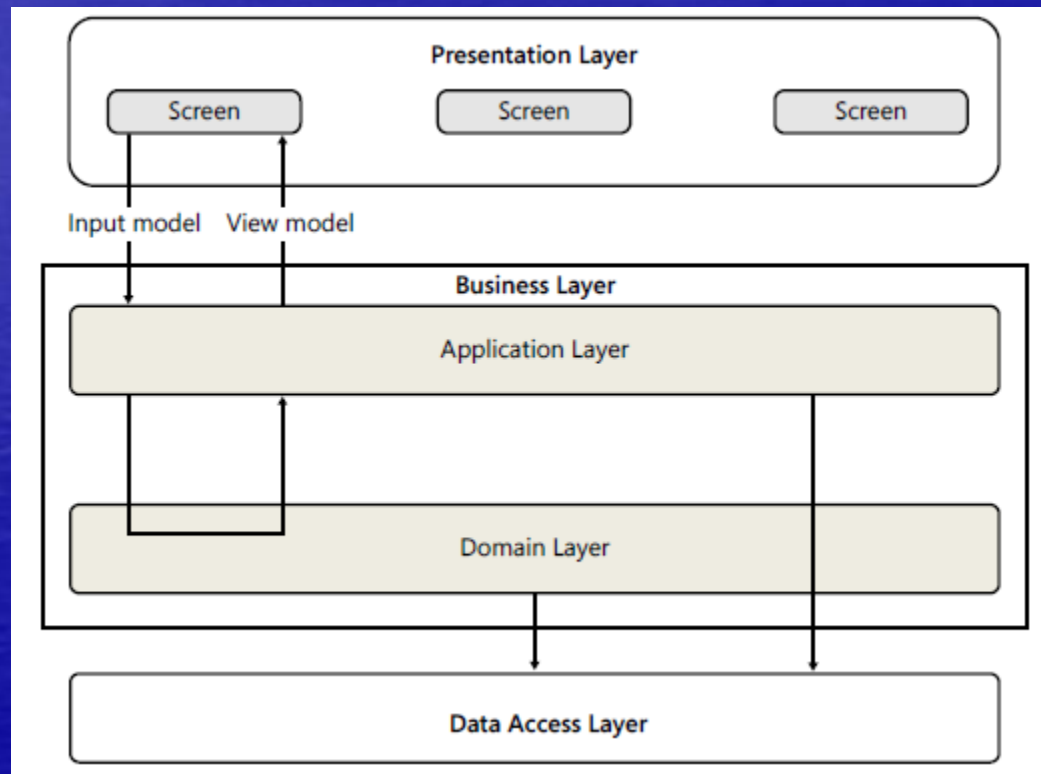 Presentation Layer
Screen
Screen
Screen
Input model
View model
Business Layer
Application Layer
Domain Layer
Data Access Layer